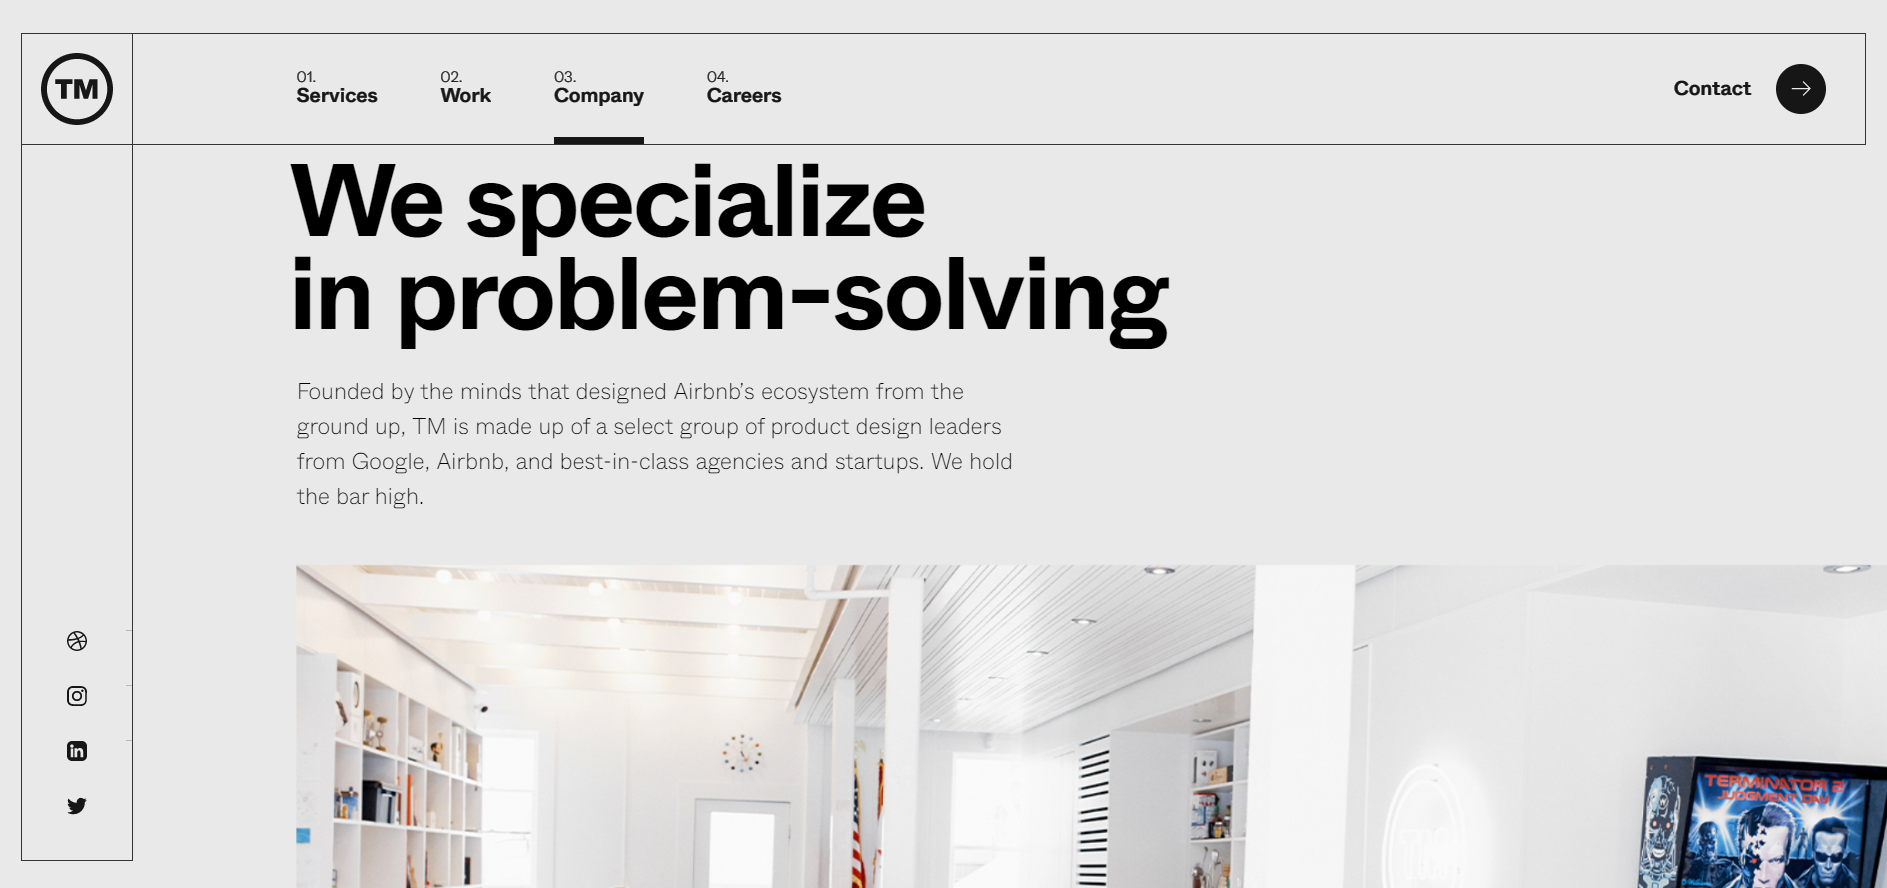 TM
01.
Services
02.
Work
03.
Company
04.
Careers
Contact
We specialize
in problem-solving
Founded by the minds that designed Airbnb’s ecosystem from the
ground up, TM is made up of a select group of product design leaders
from Google, Airbnb, and best-in-class agencies and startups. We hold
the bar high.
in
TERMINATOR 2
JUDGMENT DAY